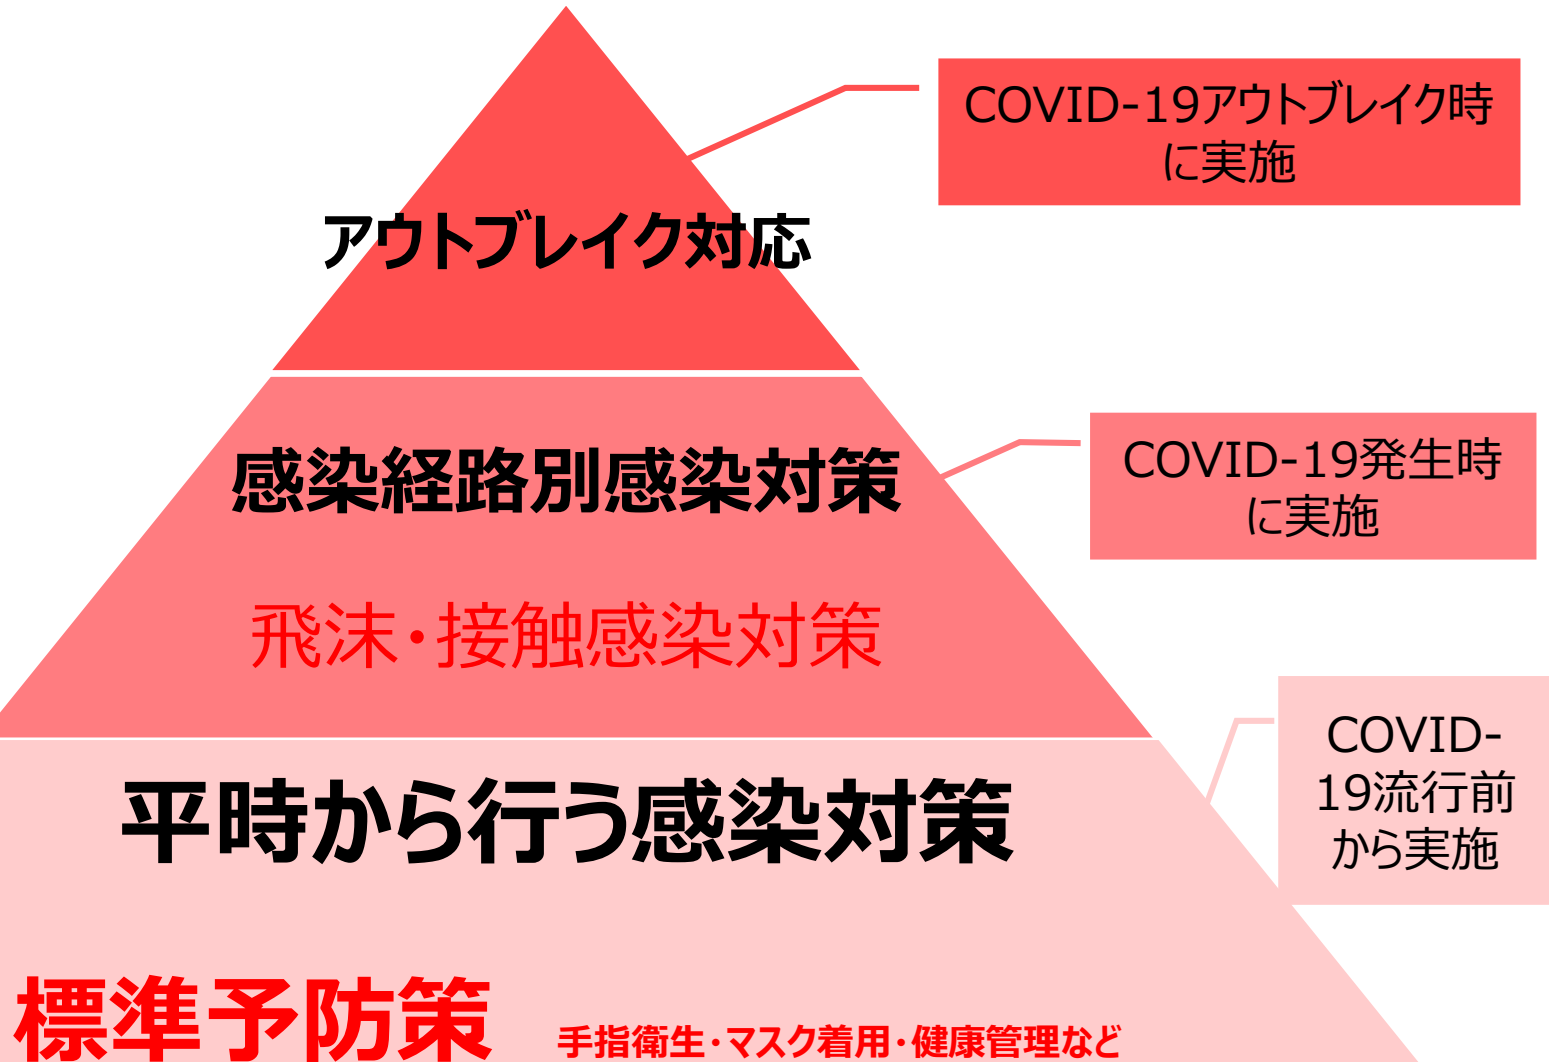 COVID-19アウトブレイク時
に実施
アウトブレイク対応
感染経路別感染対策
COVID-19発生時
に実施
飛沫・接触感染対策
平時から行う感染対策
COVID-
19流行前
から実施
標準予防策 手指衛生・マスク着用・健康管理など